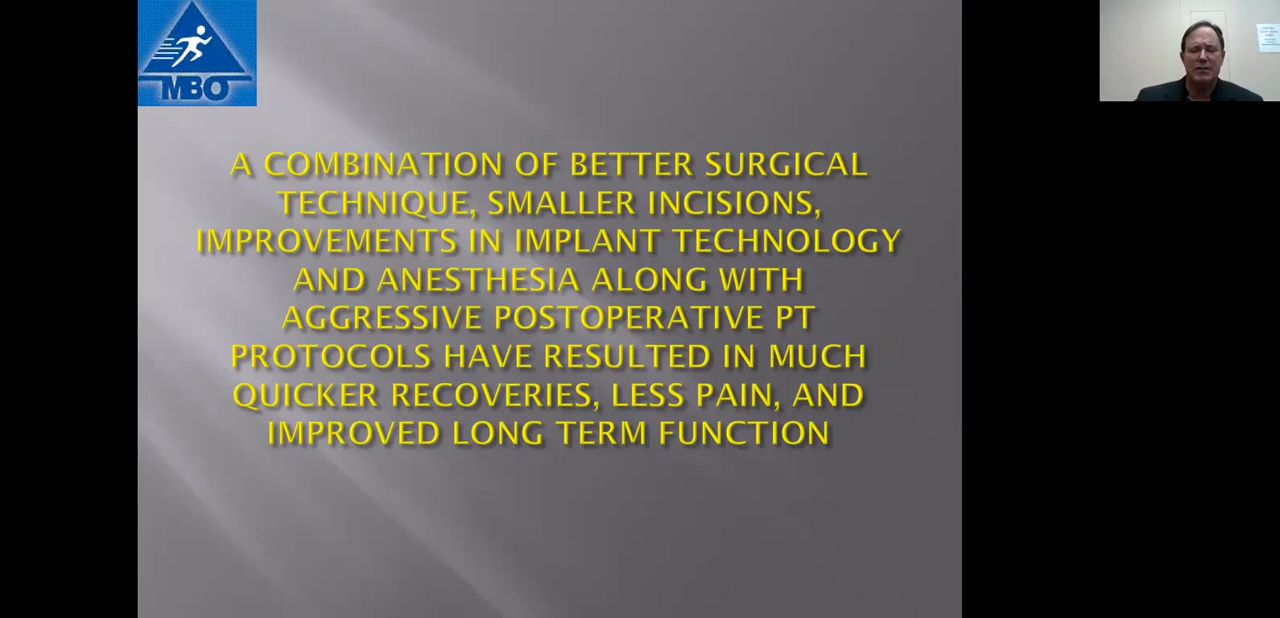 MBO
A COMBINATION OF BETTER SURGICAL
TECHNIQUE, SMALLER INCISIONS,
IMPROVEMENTS IN IMPLANT TECHNOLOGY
AND ANESTHESIA ALONG WITH
AGGRESSIVE POSTOPERATIVE PT
PROTOCOLS HAVE RESULTED IN MUCH
QUICKER RECOVERIES, LESS PAIN, AND
IMPROVED LONG TERM FUNCTION